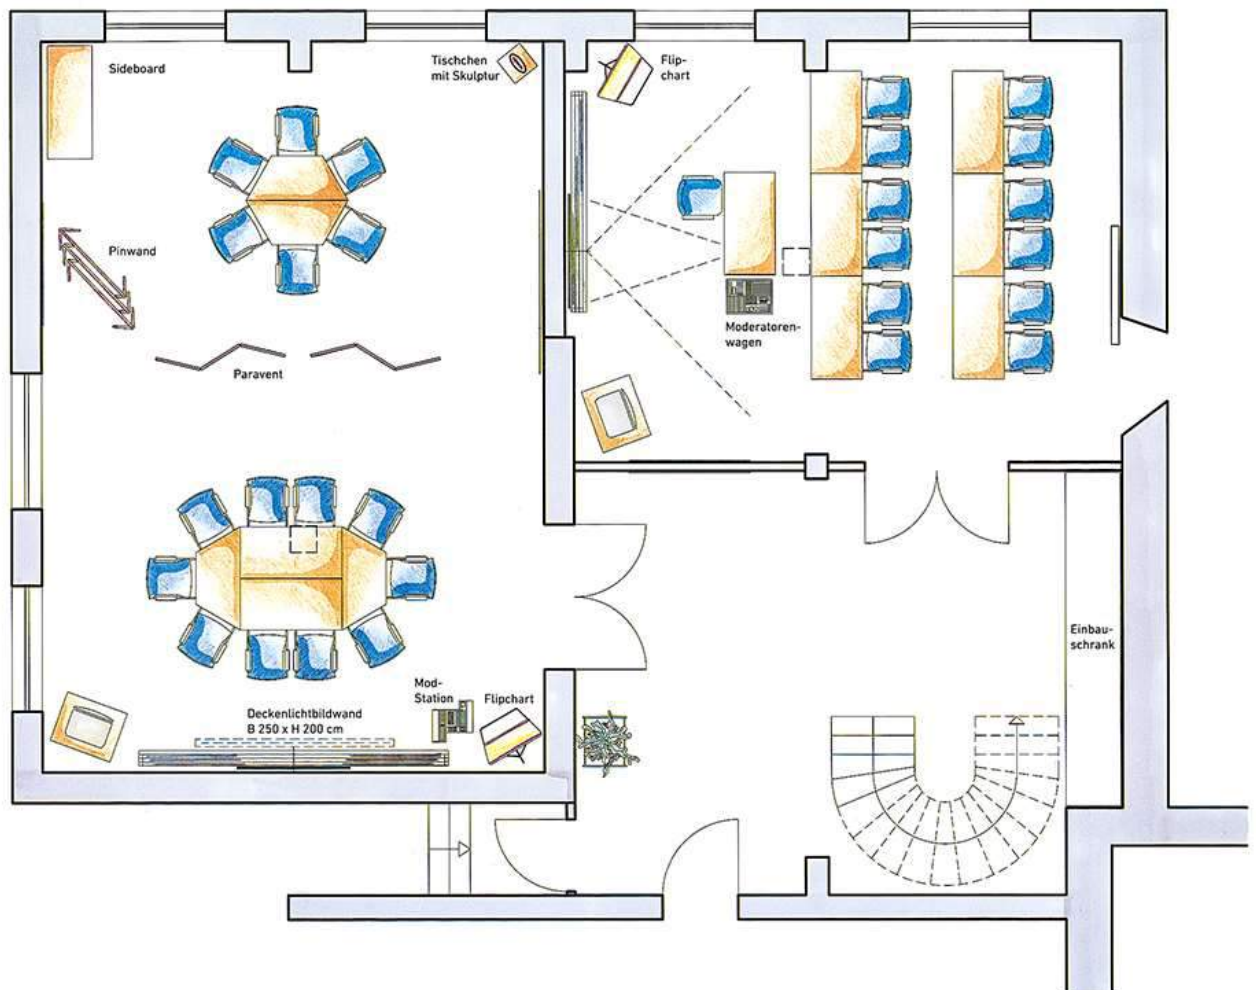 Sideboard
Tischchen
mit Skulptur
Flip-
chart
Pinwand
Moderatoren-
wagen
Paravent
Einbau-
schrank
Mod-
Station
Flipchart
Deckenlichtbildwand
B 250 x H 200 cm